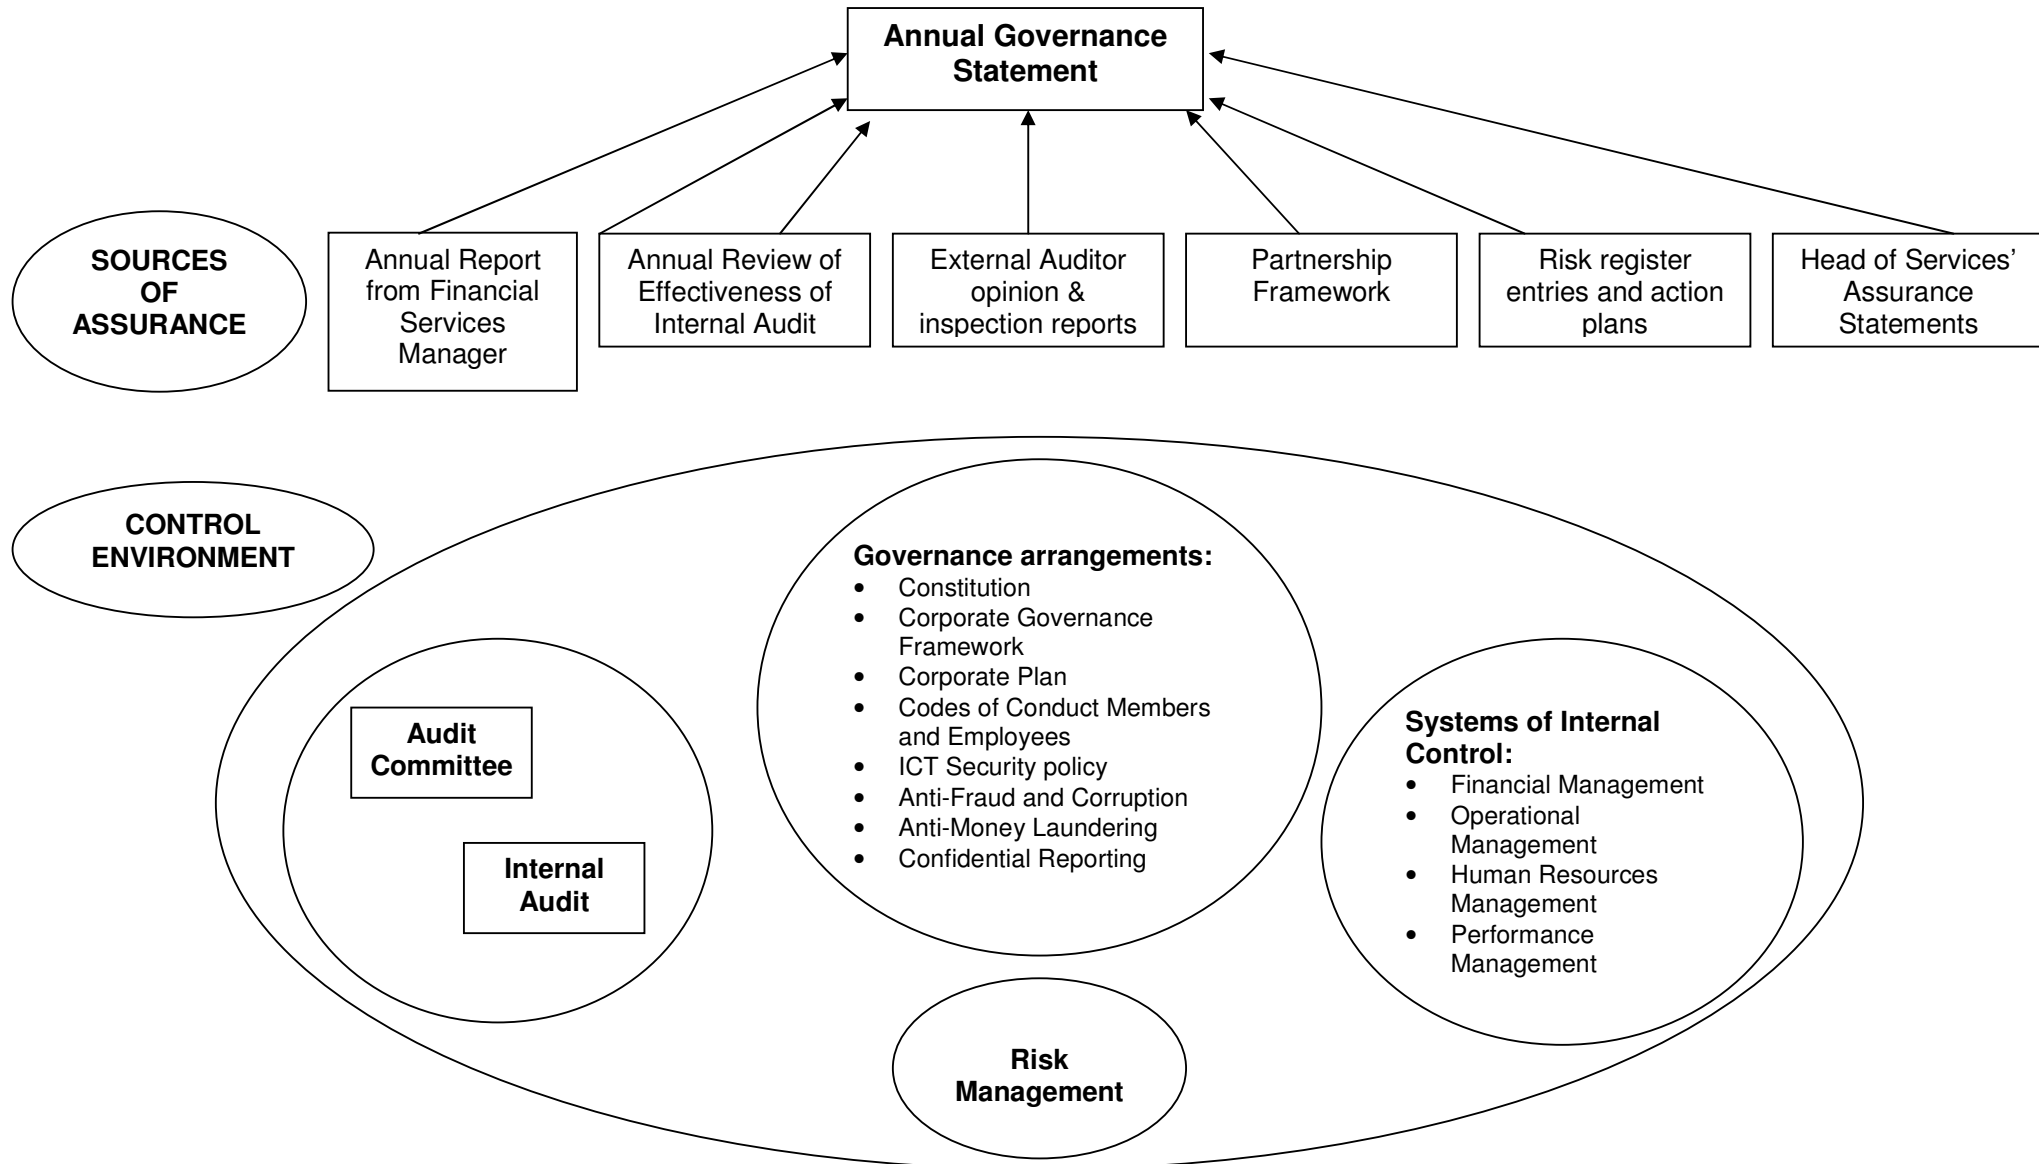 Annual Governance
Statement
SOURCES
OF
ASSURANCE
Annual Report
from Financial
Services
Manager
Annual Review of
Effectiveness of
Internal Audit
External Auditor
opinion &
inspection reports
Partnership
Framework
Risk register
entries and action
plans
Head of Services’
Assurance
Statements
CONTROL
ENVIRONMENT
Audit
Committee
Internal
Audit
Governance arrangements:
• Constitution
• Corporate Governance
Framework
• Corporate Plan
• Codes of Conduct Members
and Employees
• ICT Security policy
• Anti-Fraud and Corruption
• Anti-Money Laundering
• Confidential Reporting
Systems of Internal
Control:
• Financial Management
• Operational
Management
• Human Resources
Management
• Performance
Management
Risk
Management